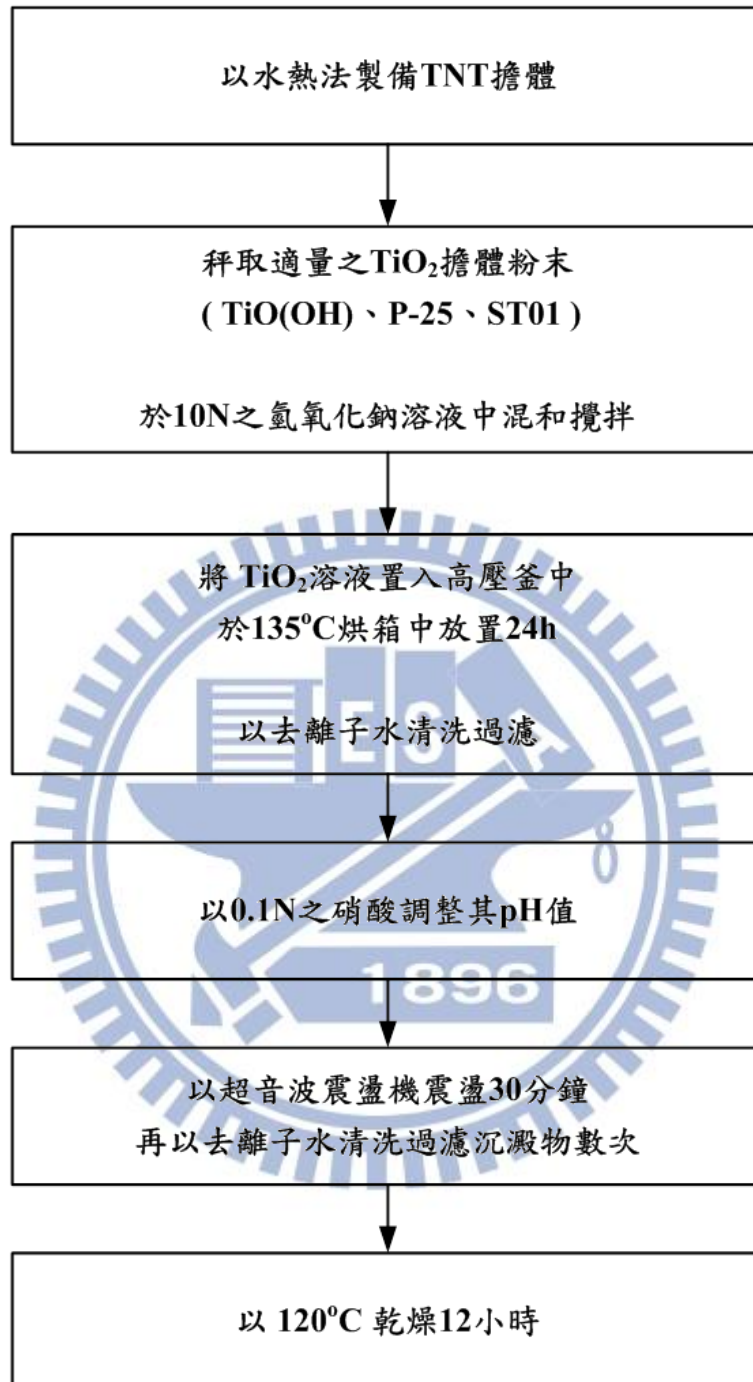 以水熱法製備TNT擔體
秤取適量之TiO₂擔體粉末
( TiO(OH)、P-25、ST01 )
於10N之氫氧化鈉溶液中混和攪拌
將 TiO₂溶液置入高壓釜中
於135°C烘箱中放置24h
以去離子水清洗過濾
ES
A
以0.1N之硝酸調整其pH值
1896
以超音波震盪機震盪30分鐘
再以去離子水清洗過濾沉澱物數次
以 120°C 乾燥12小時